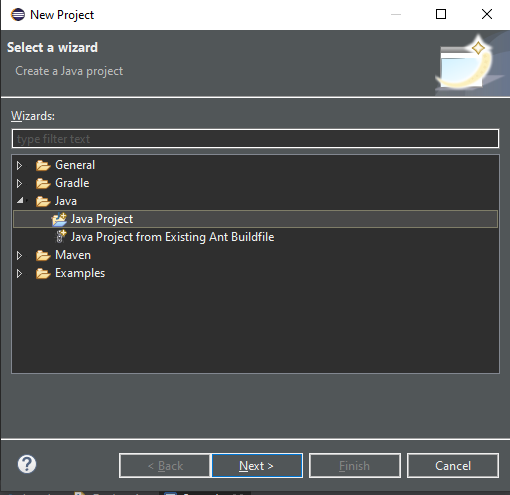 New Project
Select a wizard
Create a Java project
Wizards:
type filter text
General
Gradle
Java
Java Project
Java Project from Existing Ant Buildfile
Maven
Examples
?
< Back
Next >
Finish
Cancel